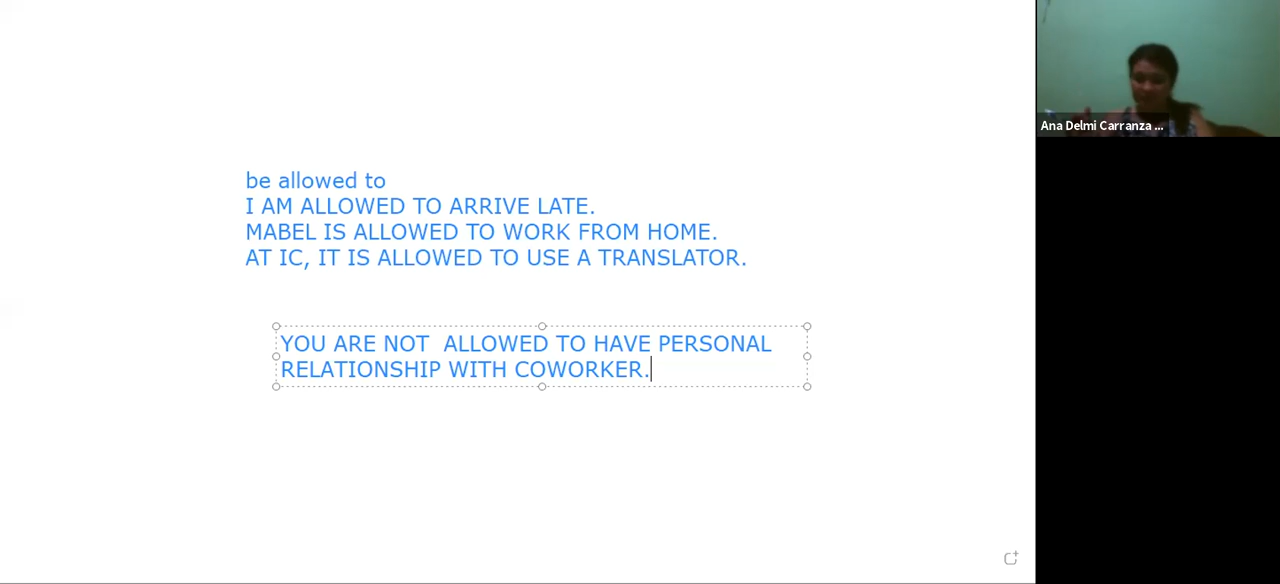 be allowed to
I AM ALLOWED TO ARRIVE LATE.
MABEL IS ALLOWED TO WORK FROM HOME.
AT IC, IT IS ALLOWED TO USE A TRANSLATOR.
YOU ARE NOT  ALLOWED TO HAVE PERSONAL
RELATIONSHIP WITH COWORKER.
Ana Delmi Carranza ...